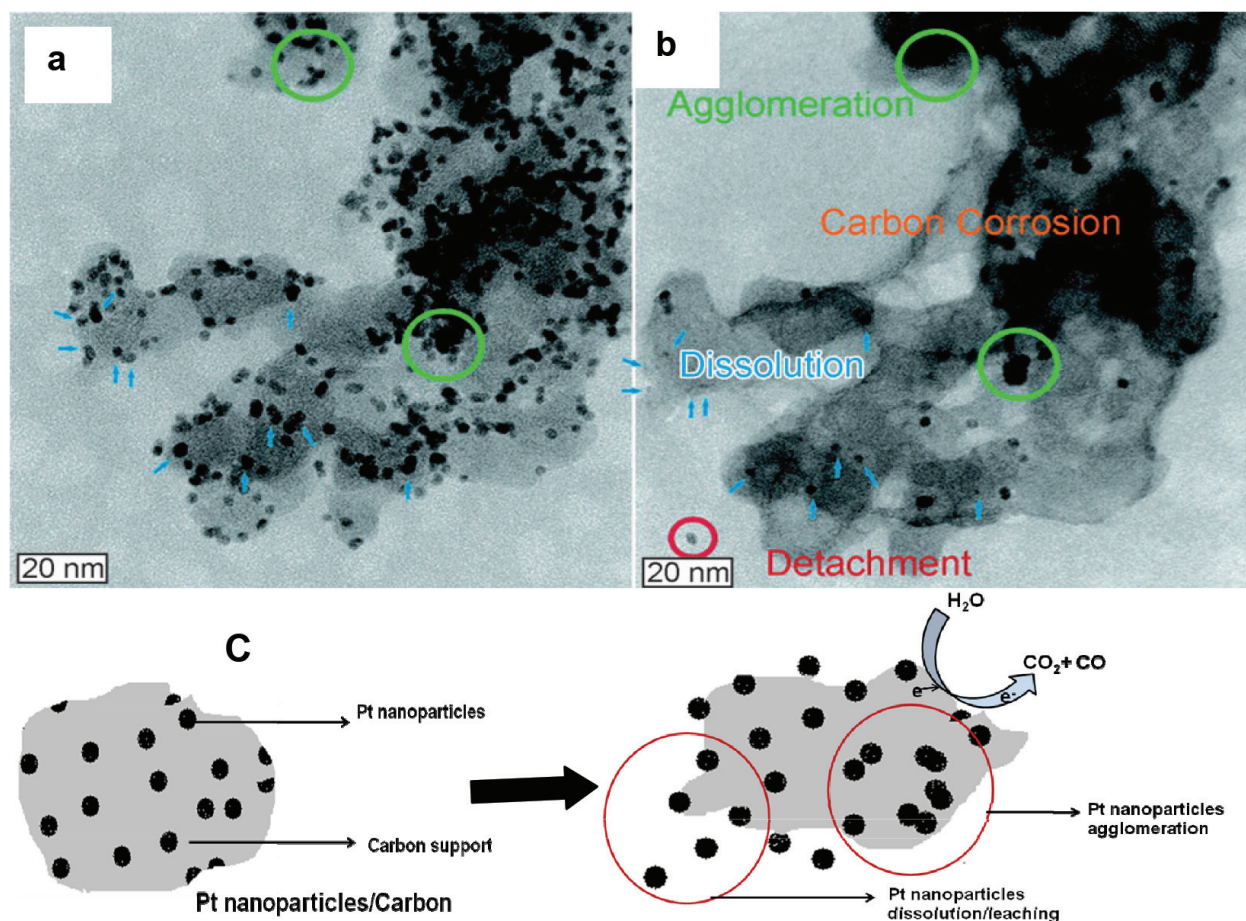 a
b
Agglomeration
Carbon Corrosion
Dissolution
20 nm
20 nm
Detachment
C
H₂O
CO₂+ CO
e⁻
e⁻
Pt nanoparticles
Carbon support
Pt nanoparticles/Carbon
Pt nanoparticles
agglomeration
Pt nanoparticles
dissolution/leaching